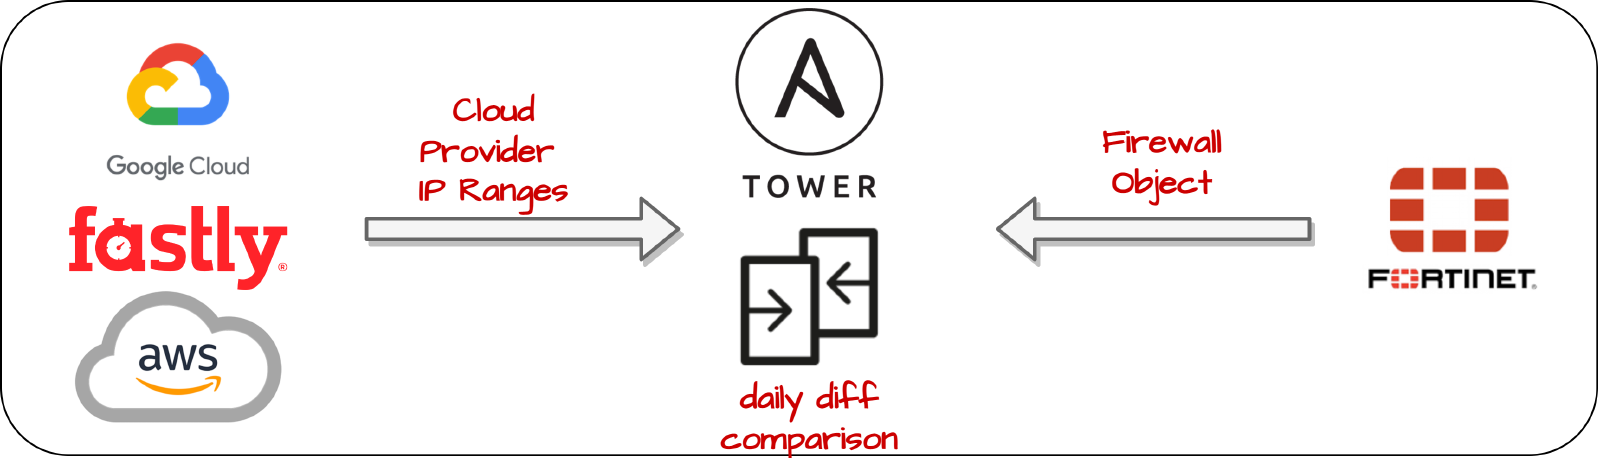 Google Cloud
fastly®
aws
Cloud
Provider
IP Ranges
TOWER
daily diff
comparison
Firewall
Object
FORTINET®